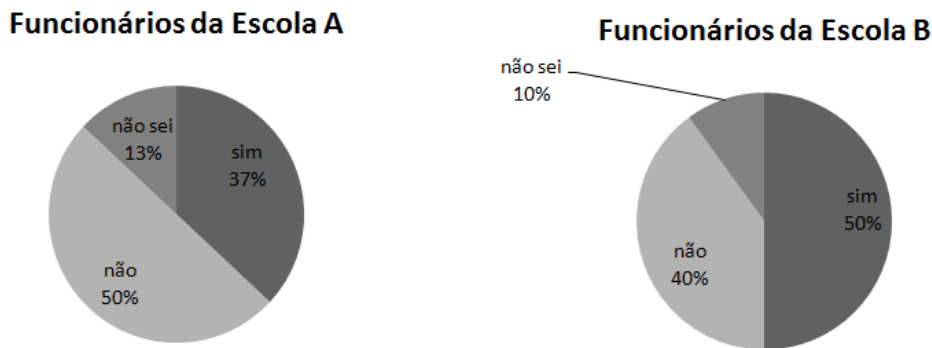 Funcionários da Escola A
não sei
13%
sim
37%
não
50%
Funcionários da Escola B
não sei
10%
sim
50%
não
40%